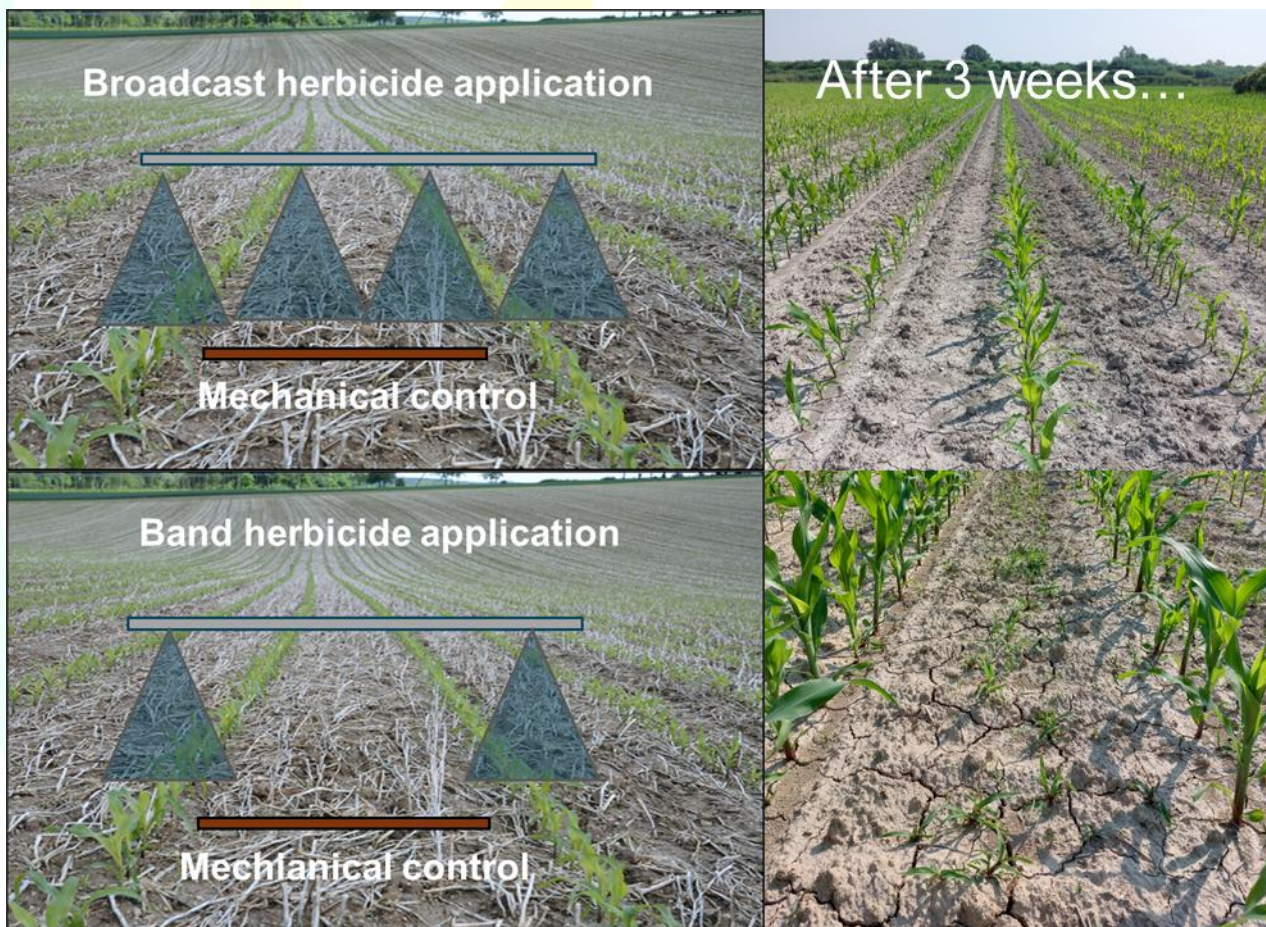 Broadcast herbicide application
After 3 weeks...
Mechanical control
Band herbicide application
Mechlanical control